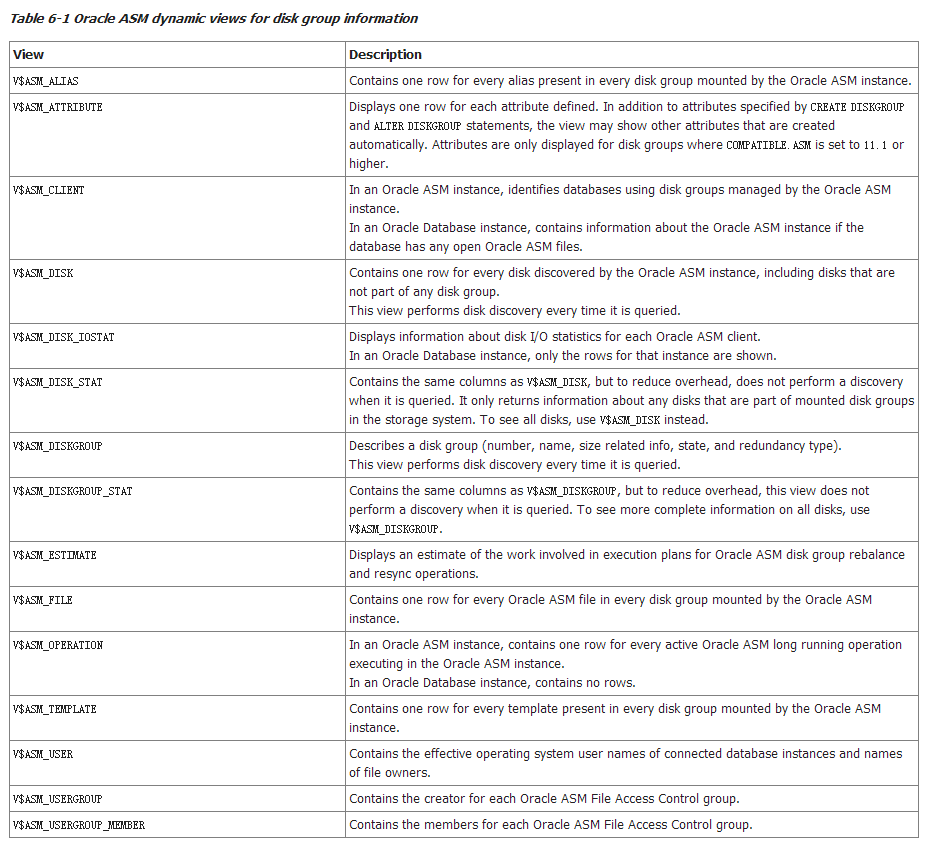 Table 6-1 Oracle ASM dynamic views for disk group information
View Description
V$ASM_ALIAS Contains one row for every alias present in every disk group mounted by the Oracle ASM instance.
V$ASM_ATTRIBUTE Displays one row for each attribute defined. In addition to attributes specified by CREATE DISKGROUP
and ALTER DISKGROUP statements, the view may show other attributes that are created
automatically. Attributes are only displayed for disk groups where COMPATIBLE.ASM is set to 11.1 or
higher.
V$ASM_CLIENT In an Oracle ASM instance, identifies databases using disk groups managed by the Oracle ASM
instance.
In an Oracle Database instance, contains information about the Oracle ASM instance if the
database has any open Oracle ASM files.
V$ASM_DISK Contains one row for every disk discovered by the Oracle ASM instance, including disks that are
not part of any disk group.
This view performs disk discovery every time it is queried.
V$ASM_DISK_IOSTAT Displays information about disk I/O statistics for each Oracle ASM client.
In an Oracle Database instance, only the rows for that instance are shown.
V$ASM_DISK_STAT Contains the same columns as V$ASM_DISK, but to reduce overhead, does not perform a discovery
when it is queried. It only returns information about any disks that are part of mounted disk groups
in the storage system. To see all disks, use V$ASM_DISK instead.
V$ASM_DISKGROUP Describes a disk group (number, name, size related info, state, and redundancy type).
This view performs disk discovery every time it is queried.
V$ASM_DISKGROUP_STAT Contains the same columns as V$ASM_DISKGROUP, but to reduce overhead, this view does not
perform a discovery when it is queried. To see more complete information on all disks, use
V$ASM_DISKGROUP.
V$ASM_ESTIMATE Displays an estimate of the work involved in execution plans for Oracle ASM disk group rebalance
and resync operations.
V$ASM_FILE Contains one row for every Oracle ASM file in every disk group mounted by the Oracle ASM
instance.
V$ASM_OPERATION In an Oracle ASM instance, contains one row for every active Oracle ASM long running operation
executing in the Oracle ASM instance.
In an Oracle Database instance, contains no rows.
V$ASM_TEMPLATE Contains one row for every template present in every disk group mounted by the Oracle ASM
instance.
V$ASM_USER Contains the effective operating system user names of connected database instances and names
of file owners.
V$ASM_USERGROUP Contains the creator for each Oracle ASM File Access Control group.
V$ASM_USERGROUP_MEMBER Contains the members for each Oracle ASM File Access Control group.